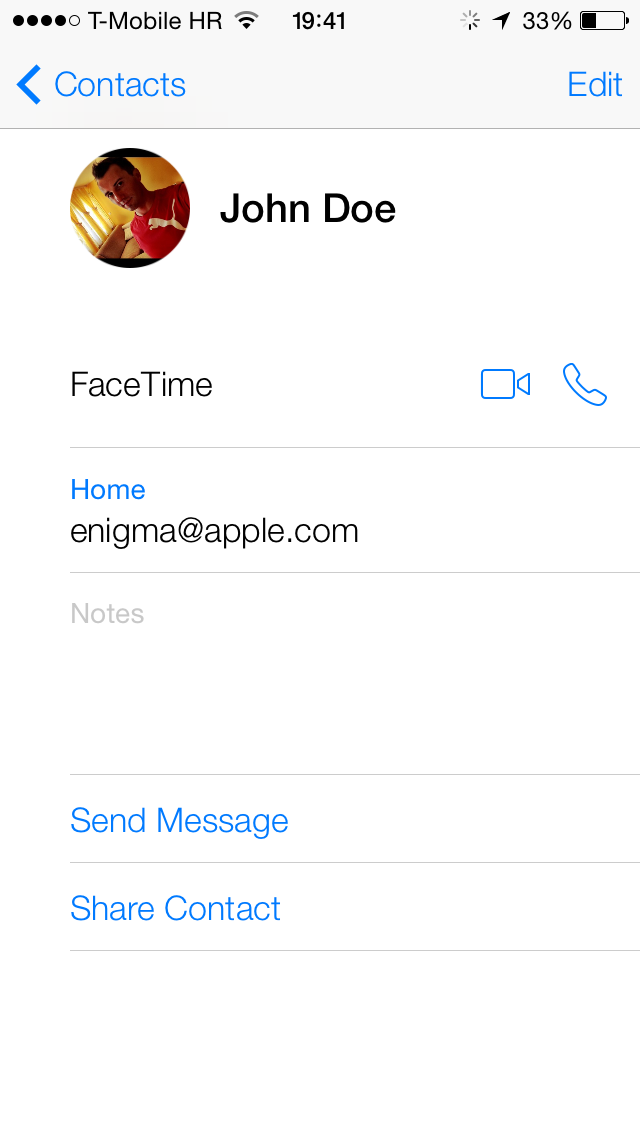 T-Mobile HR 19:41 33%
Contacts Edit
John Doe
FaceTime
Home
enigma@apple.com
Notes
Send Message
Share Contact